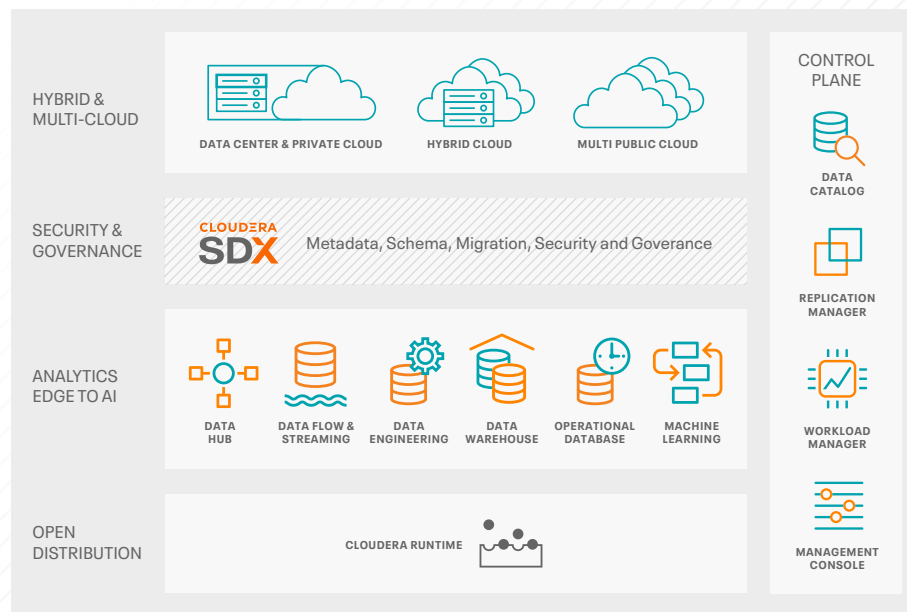 HYBRID &
MULTI-CLOUD
DATA CENTER & PRIVATE CLOUD
HYBRID CLOUD
MULTI PUBLIC CLOUD
SECURITY &
GOVERNANCE
CLOUDERA
SDX
Metadata, Schema, Migration, Security and Goverance
ANALYTICS
EDGE TO AI
DATA
HUB
DATA FLOW &
STREAMING
DATA
ENGINEERING
DATA
WAREHOUSE
OPERATIONAL
DATABASE
MACHINE
LEARNING
OPEN
DISTRIBUTION
CLOUDERA RUNTIME
CONTROL
PLANE
DATA
CATALOG
REPLICATION
MANAGER
WORKLOAD
MANAGER
MANAGEMENT
CONSOLE